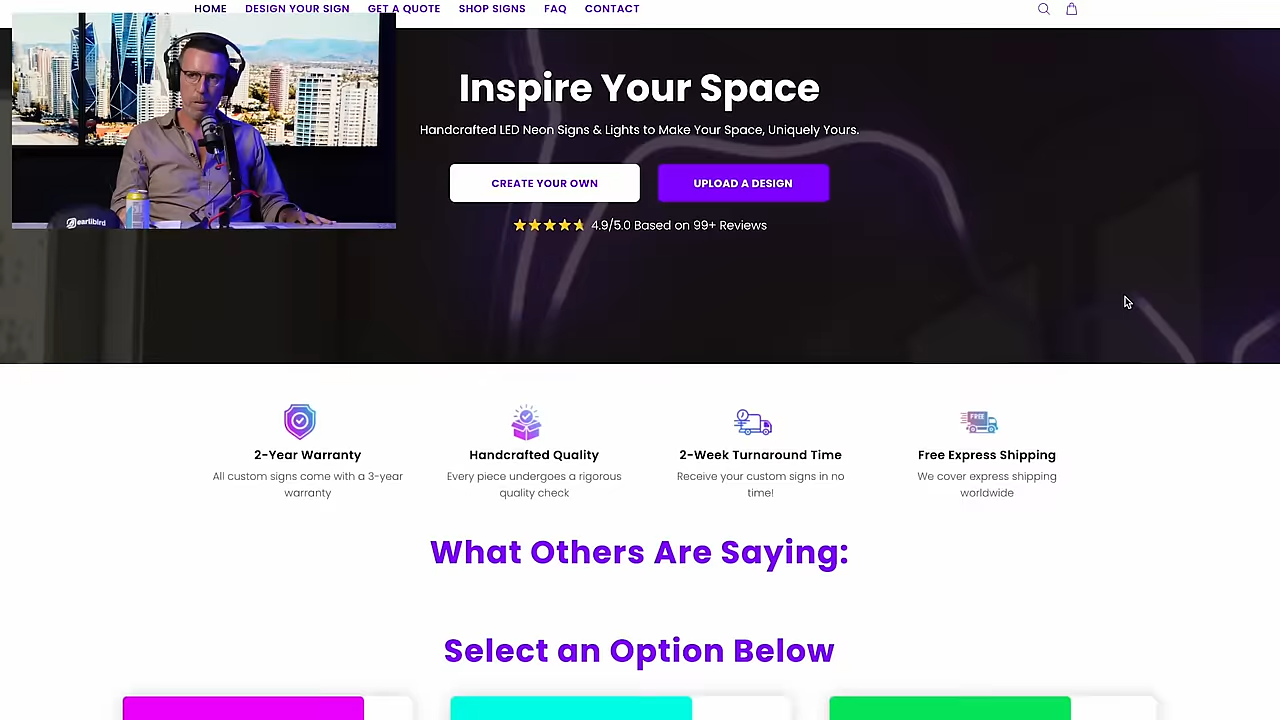 HOME DESIGN YOUR SIGN GET A QUOTE SHOP SIGNS FAQ CONTACT
earlibird
Inspire Your Space
Handcrafted LED Neon Signs & Lights to Make Your Space, Uniquely Yours.
CREATE YOUR OWN UPLOAD A DESIGN
4.9/5.0 Based on 99+ Reviews
2-Year Warranty
All custom signs come with a 3-year
warranty
Handcrafted Quality
Every piece undergoes a rigorous
quality check
2-Week Turnaround Time
Receive your custom signs in no
time!
FREE
Free Express Shipping
We cover express shipping
worldwide
What Others Are Saying:
Select an Option Below